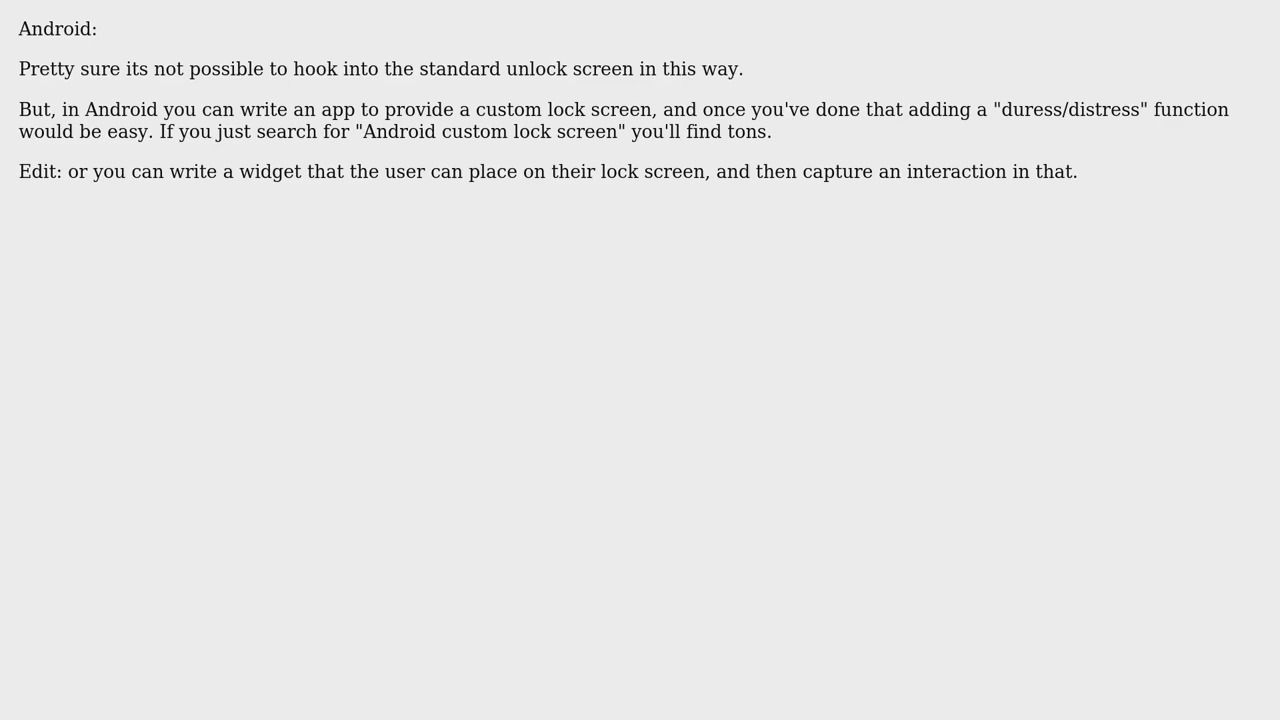 Android:
Pretty sure its not possible to hook into the standard unlock screen in this way.
But, in Android you can write an app to provide a custom lock screen, and once you've done that adding a "duress/distress" function
would be easy. If you just search for "Android custom lock screen" you'll find tons.
Edit: or you can write a widget that the user can place on their lock screen, and then capture an interaction in that.